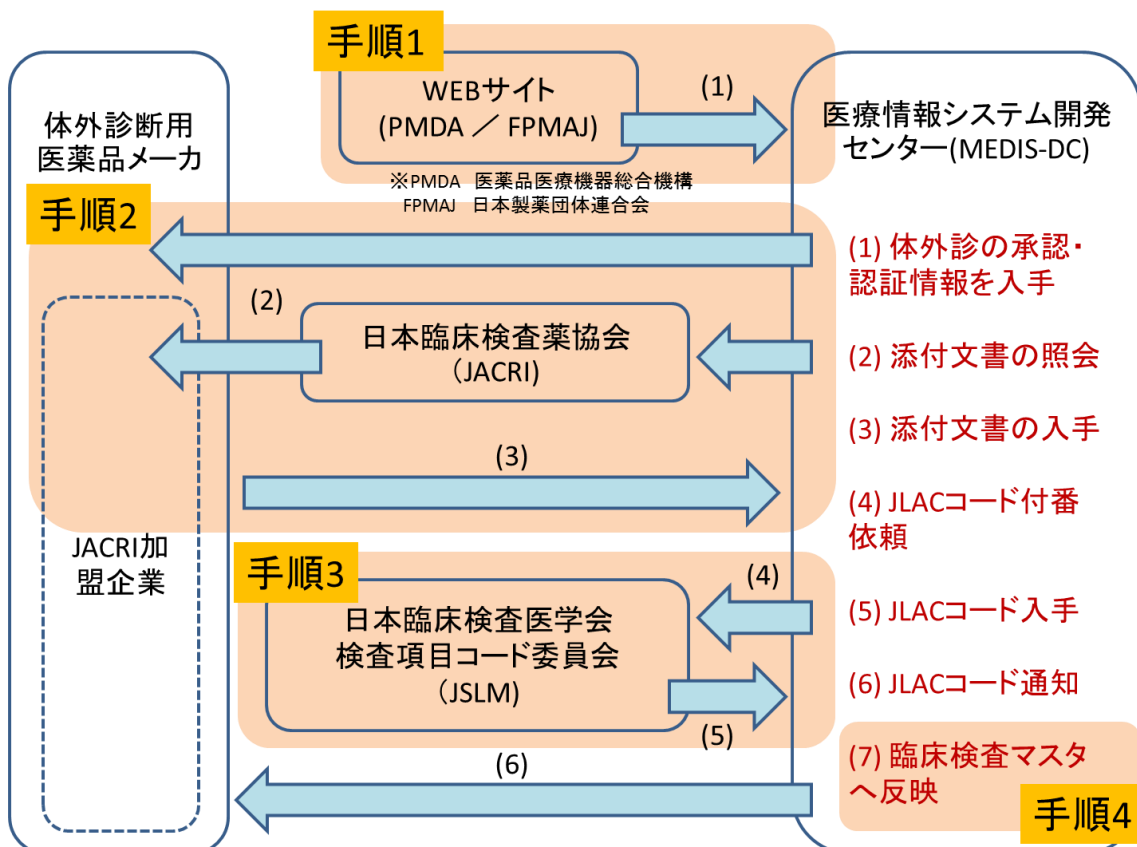 手順1
WEBサイト
(PMDA ／ FPMAJ)
(1)
※PMDA 医薬品医療機器総合機構
FPMAJ 日本製薬団体連合会
体外診断用
医薬品メーカ
医療情報システム開発
センター(MEDIS-DC)
手順2
(2)
日本臨床検査薬協会
（JACRI)
(3)
JACRI加
盟企業
手順3
(4)
日本臨床検査医学会
検査項目コード委員会
（JSLM)
(5)
(6)
(1) 体外診の承認・
認証情報を入手
(2) 添付文書の照会
(3) 添付文書の入手
(4) JLACコード付番
依頼
(5) JLACコード入手
(6) JLACコード通知
(7) 臨床検査マスタ
へ反映
手順4